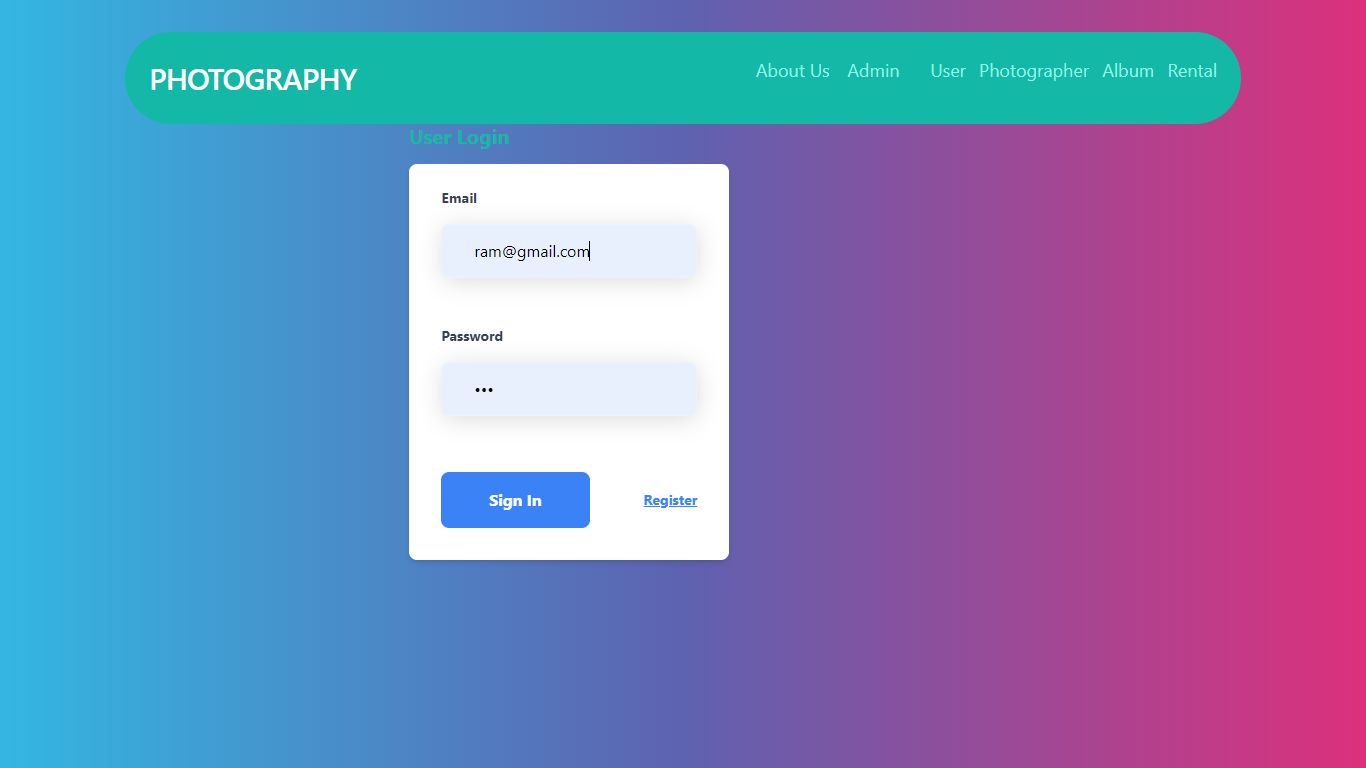 PHOTOGRAPHY
About Us Admin User Photographer Album Rental
User Login
Email
ram@gmail.com
Password
•••
Sign In Register